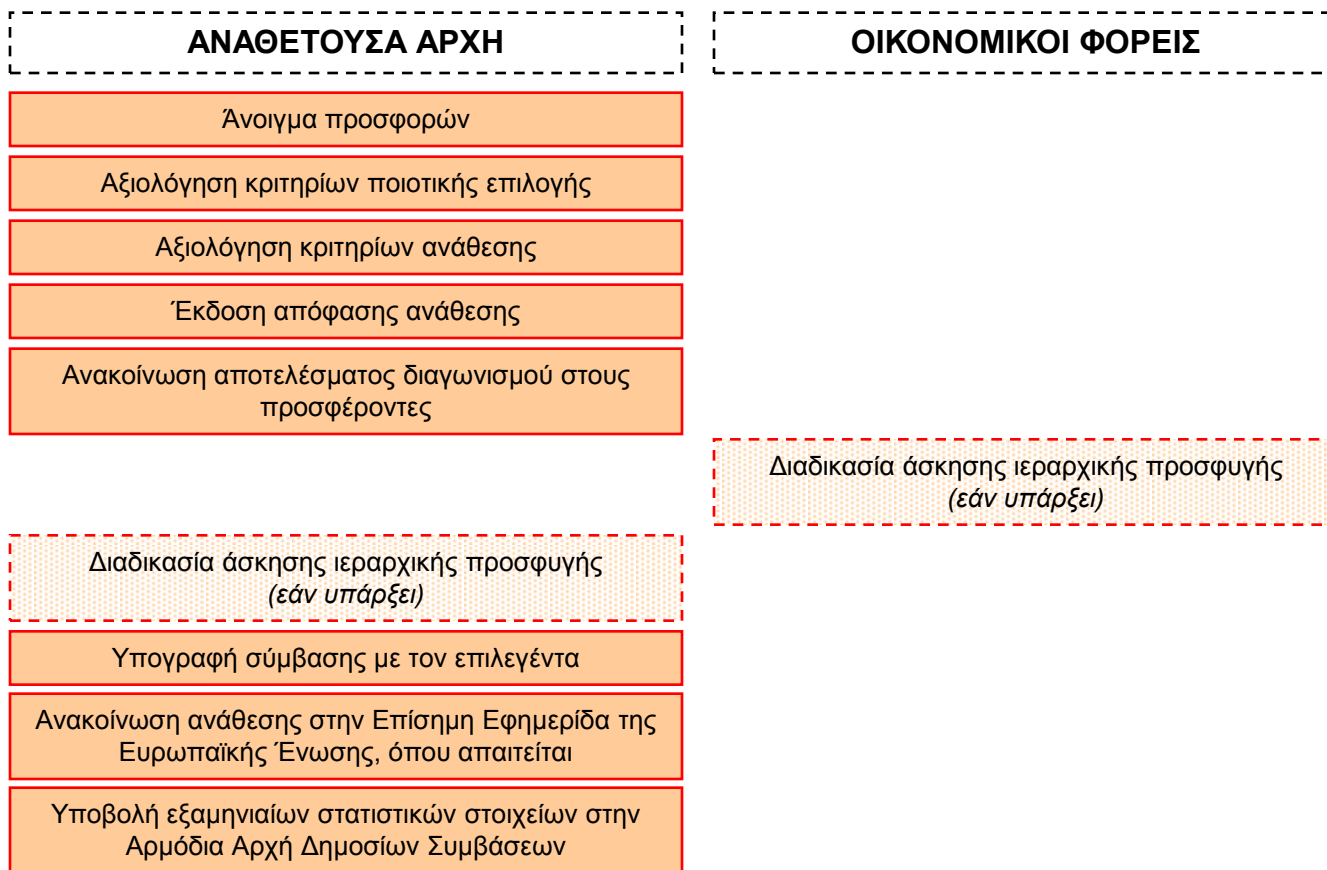 ΑΝΑΘΕΤΟΥΣΑ ΑΡΧΗ
ΟΙΚΟΝΟΜΙΚΟΙ ΦΟΡΕΙΣ
Άνοιγμα προσφορών
Αξιολόγηση κριτηρίων ποιοτικής επιλογής
Αξιολόγηση κριτηρίων ανάθεσης
Έκδοση απόφασης ανάθεσης
Ανακοίνωση αποτελέσματος διαγωνισμού στους
προσφέροντες
Διαδικασία άσκησης ιεραρχικής προσφυγής
(εάν υπάρξει)
Διαδικασία άσκησης ιεραρχικής προσφυγής
(εάν υπάρξει)
Υπογραφή σύμβασης με τον επιλεγέντα
Ανακοίνωση ανάθεσης στην Επίσημη Εφημερίδα της
Ευρωπαϊκής Ένωσης, όπου απαιτείται
Υποβολή εξαμηνιαίων στατιστικών στοιχείων στην
Αρμόδια Αρχή Δημοσίων Συμβάσεων